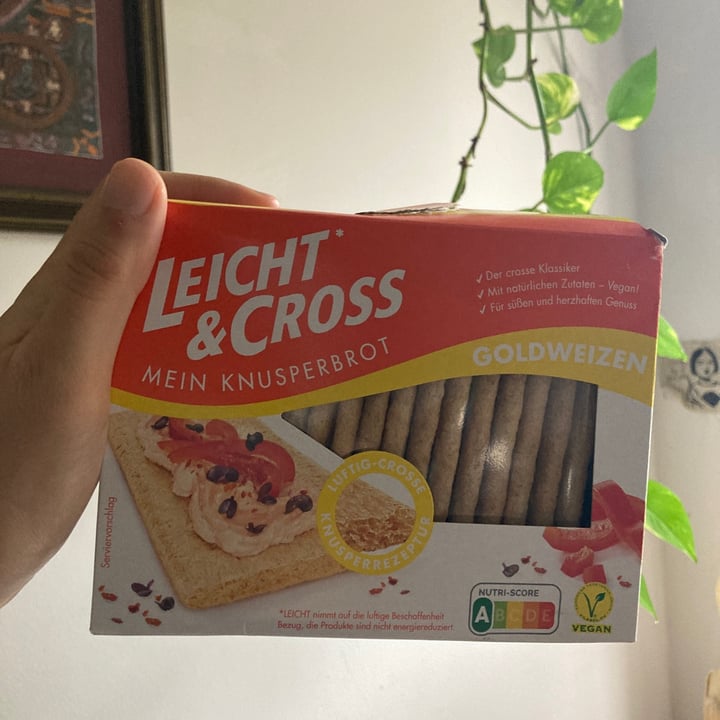 LEICHT*
&CROSS
MEIN KNUSPERBROT
✓ Der crosse Klassiker
✓ Mit natürlichen Zutaten – Vegan!
✓ Für süßen und herzhaften Genuss
GOLDWEIZEN
LUFTIG-CROSSE
KNUSPERREZEPTUR
Serviervorschlag
*LEICHT nimmt auf die luftige Beschaffenheit
Bezug, die Produkte sind nicht energiereduziert.
NUTRI-SCORE
A B C D E
VEGAN